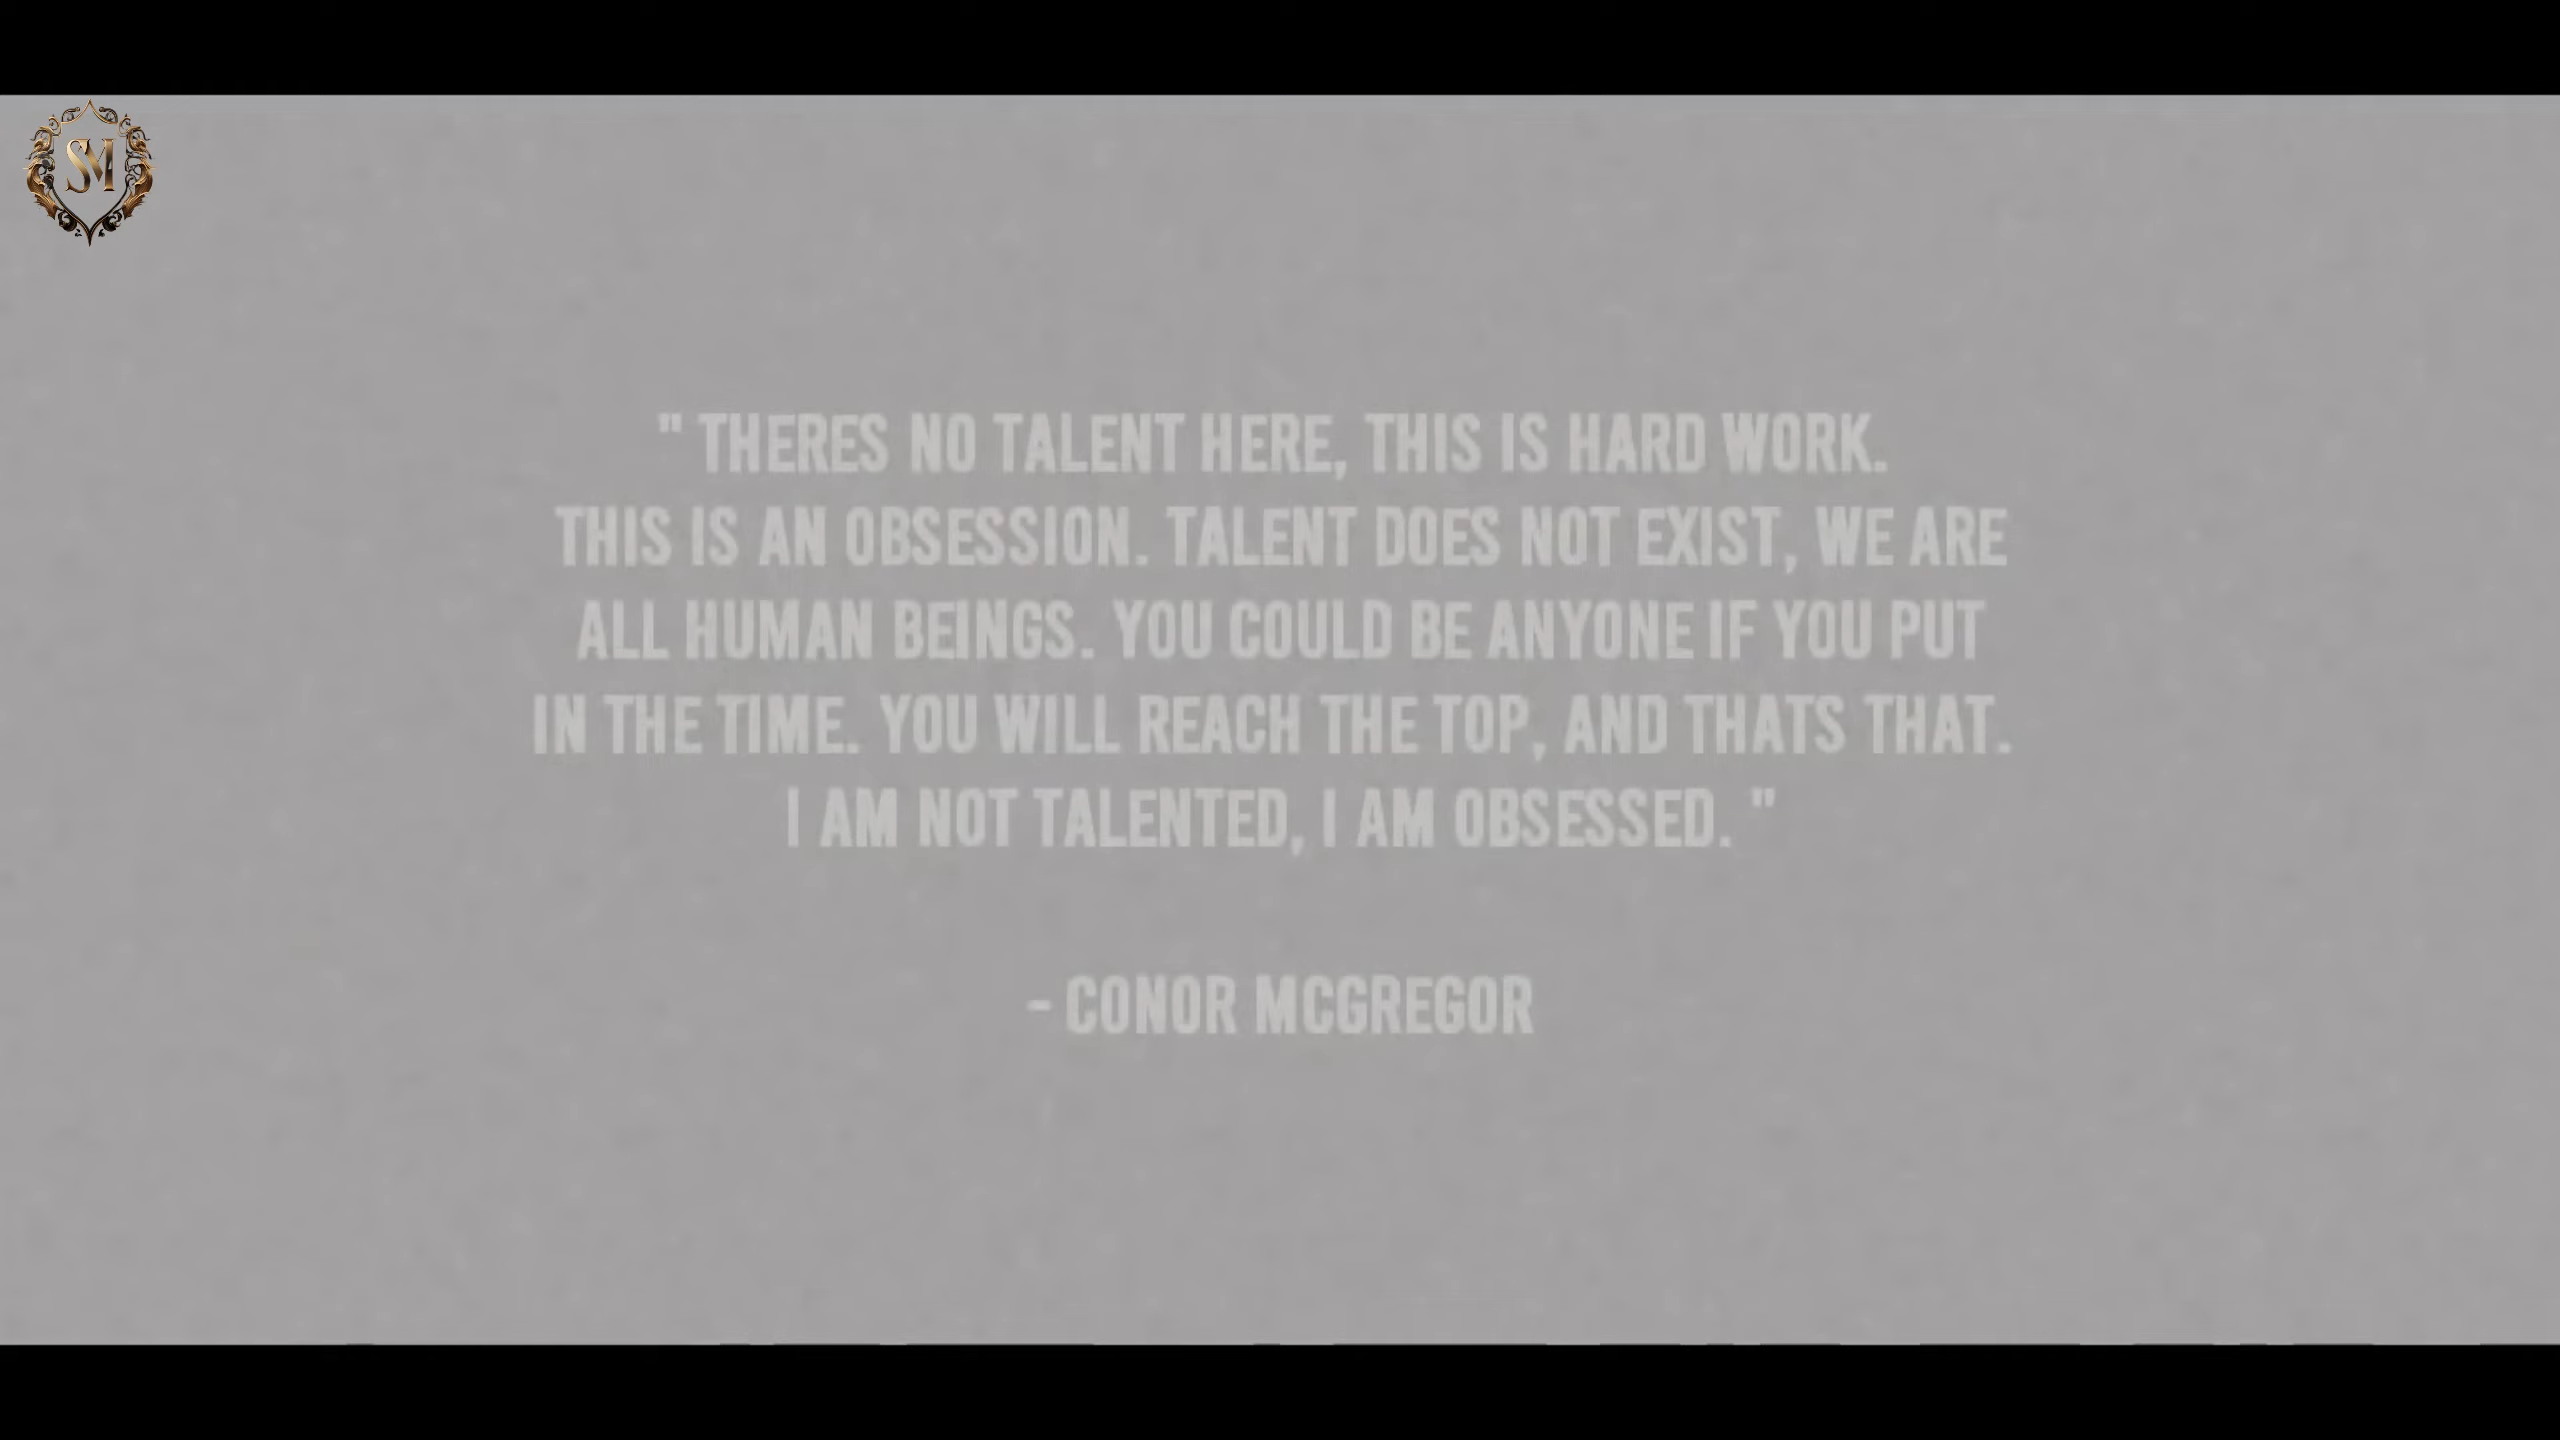 SM
" THERES NO TALENT HERE, THIS IS HARD WORK.
THIS IS AN OBSESSION. TALENT DOES NOT EXIST, WE ARE
ALL HUMAN BEINGS. YOU COULD BE ANYONE IF YOU PUT
IN THE TIME. YOU WILL REACH THE TOP, AND THATS THAT.
I AM NOT TALENTED, I AM OBSESSED. "
- CONOR MCGREGOR